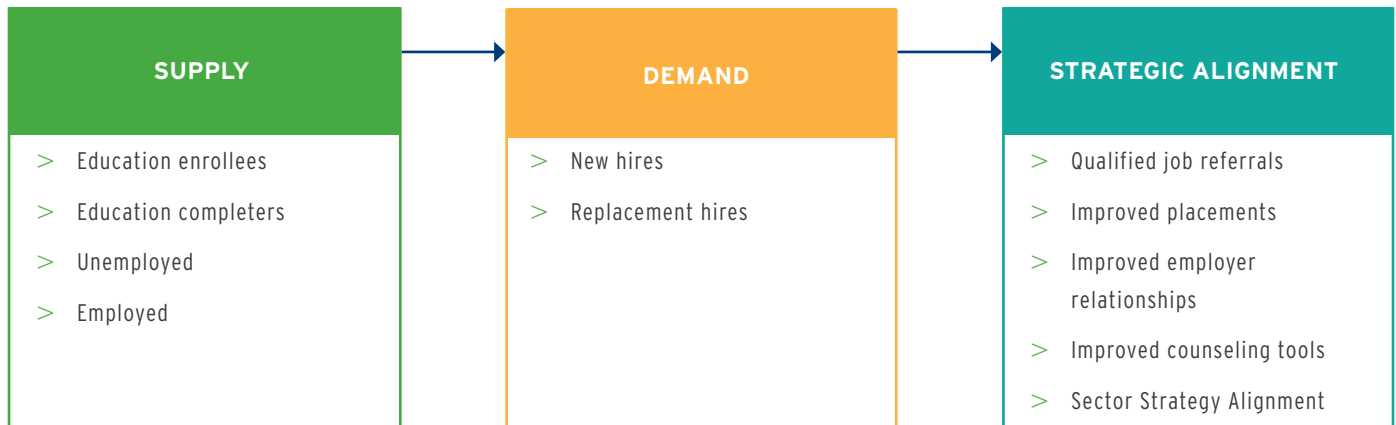 SUPPLY
> Education enrollees
> Education completers
> Unemployed
> Employed
DEMAND
> New hires
> Replacement hires
STRATEGIC ALIGNMENT
> Qualified job referrals
> Improved placements
> Improved employer
relationships
> Improved counseling tools
> Sector Strategy Alignment